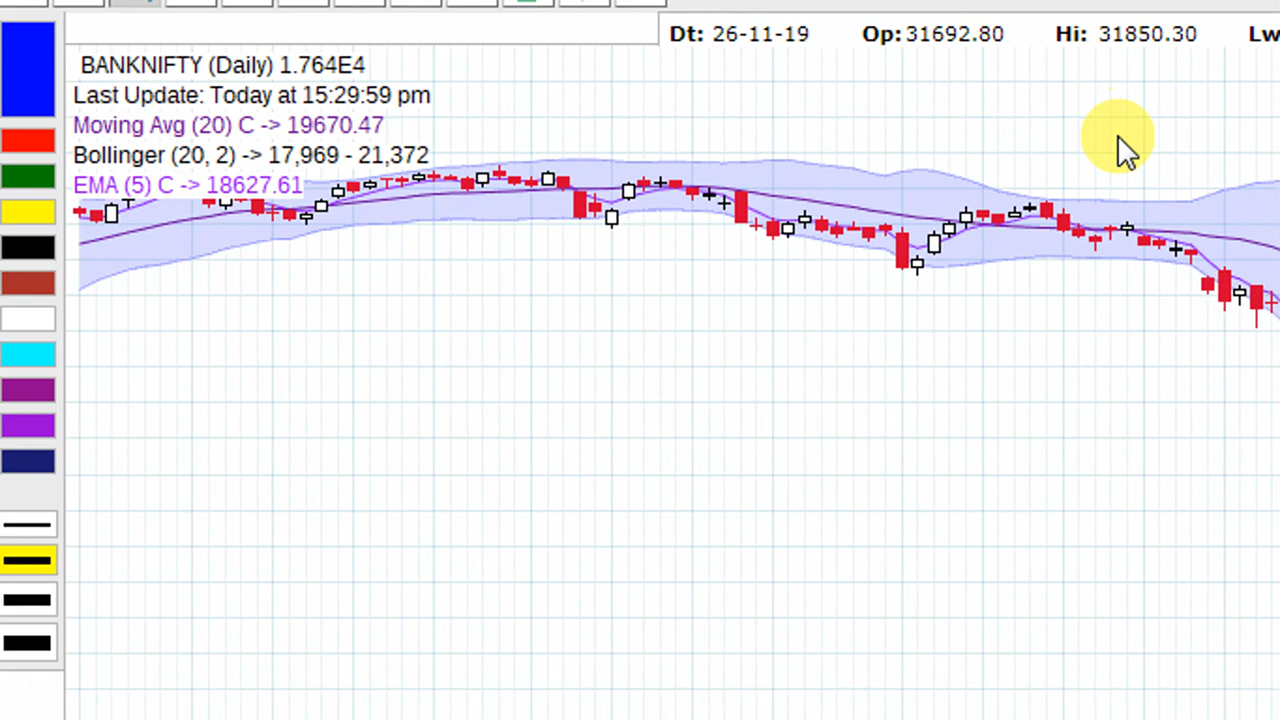 Dt: 26-11-19 Op: 31692.80 Hi: 31850.30 Lw
BANKNIFTY (Daily) 1.764E4
Last Update: Today at 15:29:59 pm
Moving Avg (20) C -> 19670.47
Bollinger (20, 2) -> 17,969 - 21,372
EMA (5) C -> 18627.61